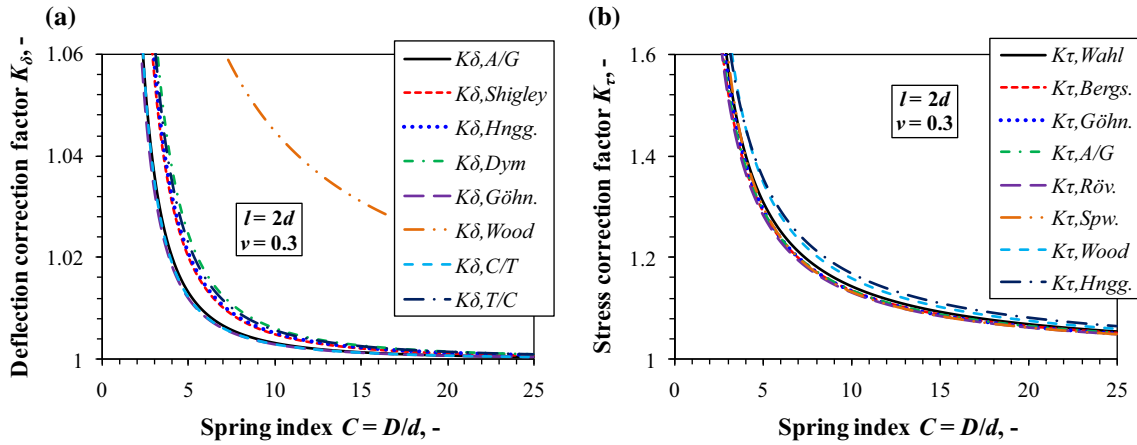 (a)
Deflection correction factor Kδ, -
1.06
1.04
1.02
1
0
5
10
15
20
25
Spring index C = D/d, -
l = 2d
ν = 0.3
Kδ,A/G
Kδ,Shigley
Kδ,Hngg.
Kδ,Dym
Kδ,Göhn.
Kδ,Wood
Kδ,C/T
Kδ,T/C
(b)
Stress correction factor Kτ, -
1.6
1.4
1.2
1
0
5
10
15
20
25
Spring index C = D/d, -
l = 2d
ν = 0.3
Kτ,Wahl
Kτ,Bergs.
Kτ,Göhn.
Kτ,A/G
Kτ,Röv.
Kτ,Spw.
Kτ,Wood
Kτ,Hngg.